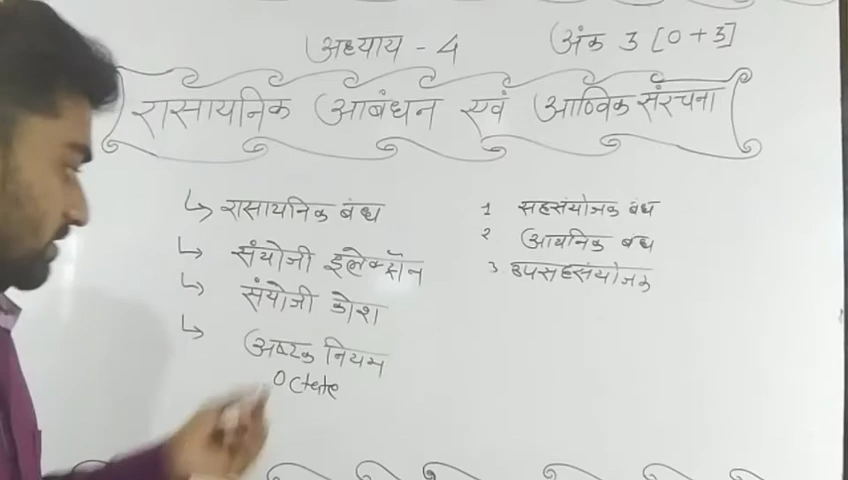 अध्याय - 4 अंक 3 [0+3]
रासायनिक आबंधन एवं आण्विक संरचना
↳ रासायनिक बंध
↳ संयोजी इलेक्ट्रॉन
↳ संयोजी कोश
↳ अष्टक नियम
Octete
1 सहसंयोजक बंध
2 आयनिक बंध
3 उपसहसंयोजक